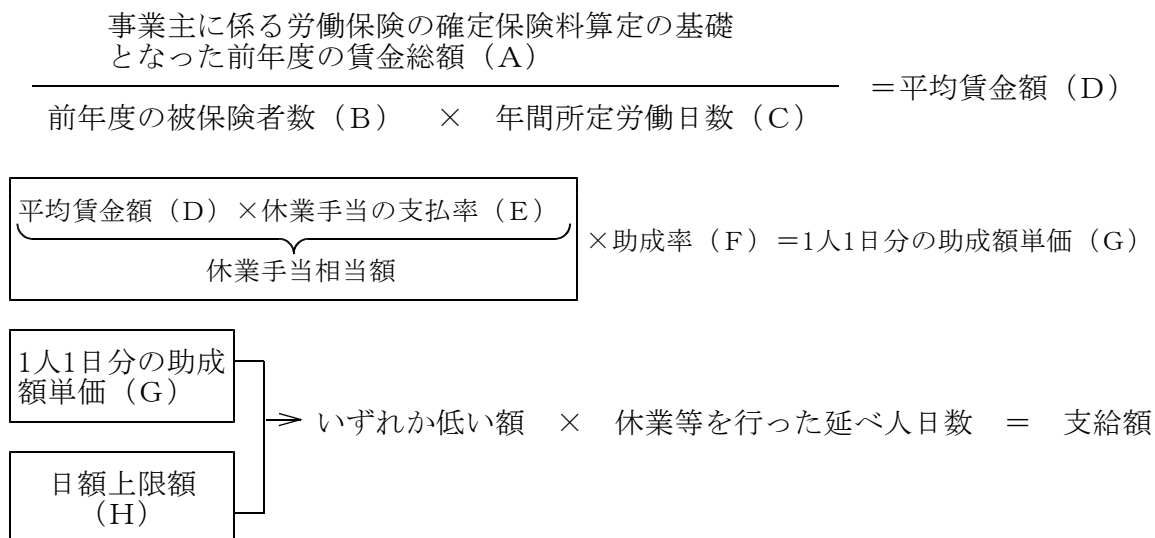 事業主に係る労働保険の確定保険料算定の基礎
となった前年度の賃金総額（A）
＝平均賃金額（D）
前年度の被保険者数（B） × 年間所定労働日数（C）
平均賃金額（D）×休業手当の支払率（E）
×助成率（F）＝1人1日分の助成額単価（G）
休業手当相当額
1人1日分の助成
額単価（G）
いずれか低い額 × 休業等を行った延べ人日数 ＝ 支給額
日額上限額
（H）